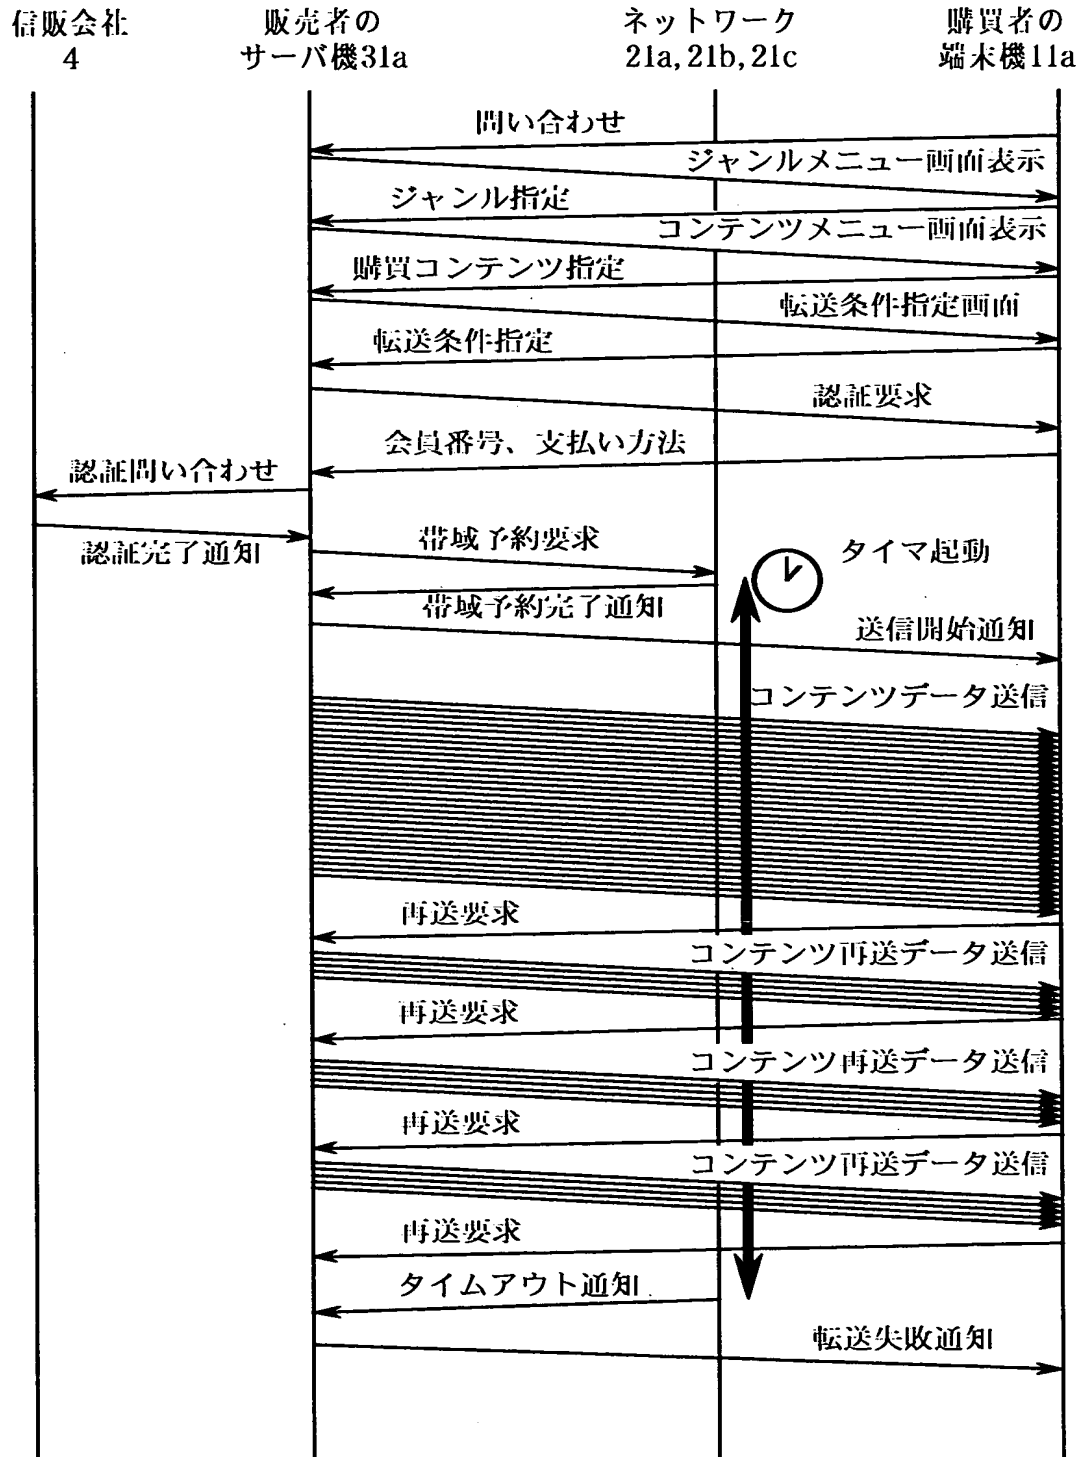 信販会社
4
販売者の
サーバ機31a
ネットワーク
21a,21b,21c
購買者の
端末機11a
問い合わせ
ジャンルメニュー画面表示
ジャンル指定
コンテンツメニュー画面表示
購買コンテンツ指定
転送条件指定画面
転送条件指定
認証要求
会員番号、支払い方法
認証問い合わせ
認証完了通知
帯域予約要求
タイマ起動
帯域予約完了通知
送信開始通知
コンテンツデータ送信
再送要求
コンテンツ再送データ送信
再送要求
コンテンツ再送データ送信
再送要求
コンテンツ再送データ送信
再送要求
タイムアウト通知
転送失敗通知